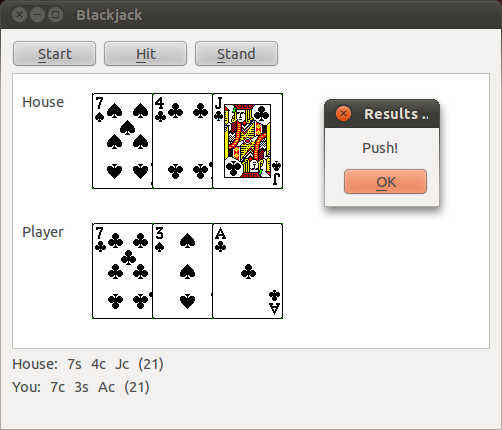 Blackjack
Start Hit Stand
House
7 4 J
J
Results ..
Push!
OK
Player
7 3 A
A
House: 7s 4c Jc (21)
You: 7c 3s Ac (21)